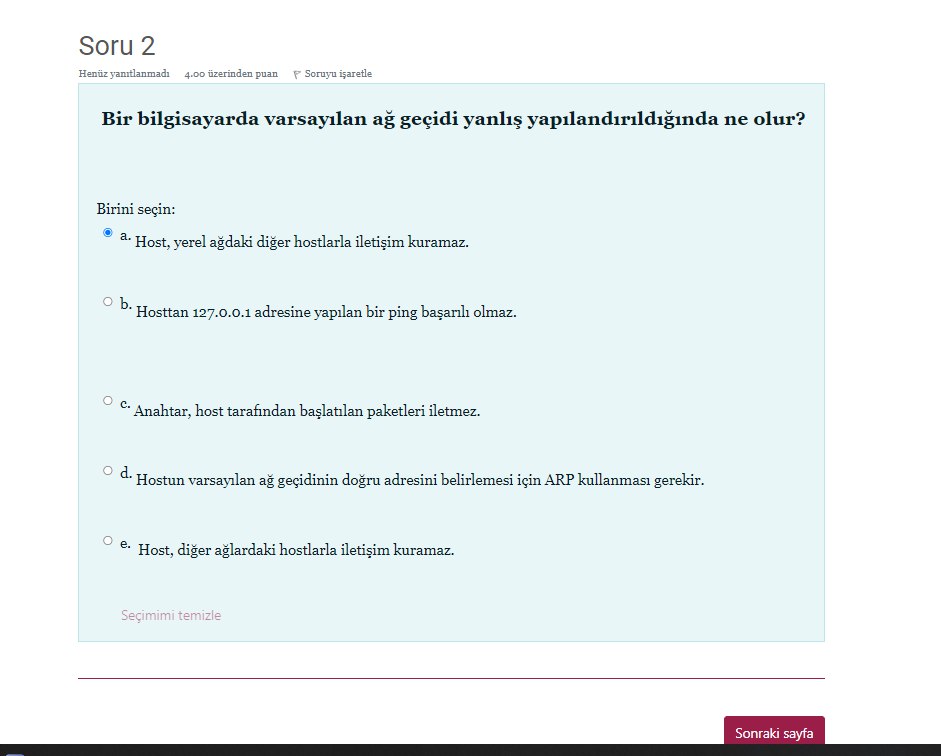 Soru 2
Henüz yanıtlanmadı 4.00 üzerinden puan Soruyu işaretle
Bir bilgisayarda varsayılan ağ geçidi yanlış yapılandırıldığında ne olur?
Birini seçin:
a. Host, yerel ağdaki diğer hostlarla iletişim kuramaz.
b. Hosttan 127.0.0.1 adresine yapılan bir ping başarılı olmaz.
c. Anahtar, host tarafından başlatılan paketleri iletmez.
d. Hostun varsayılan ağ geçidinin doğru adresini belirlemesi için ARP kullanması gerekir.
e. Host, diğer ağlardaki hostlarla iletişim kuramaz.
Seçimimi temizle
Sonraki sayfa